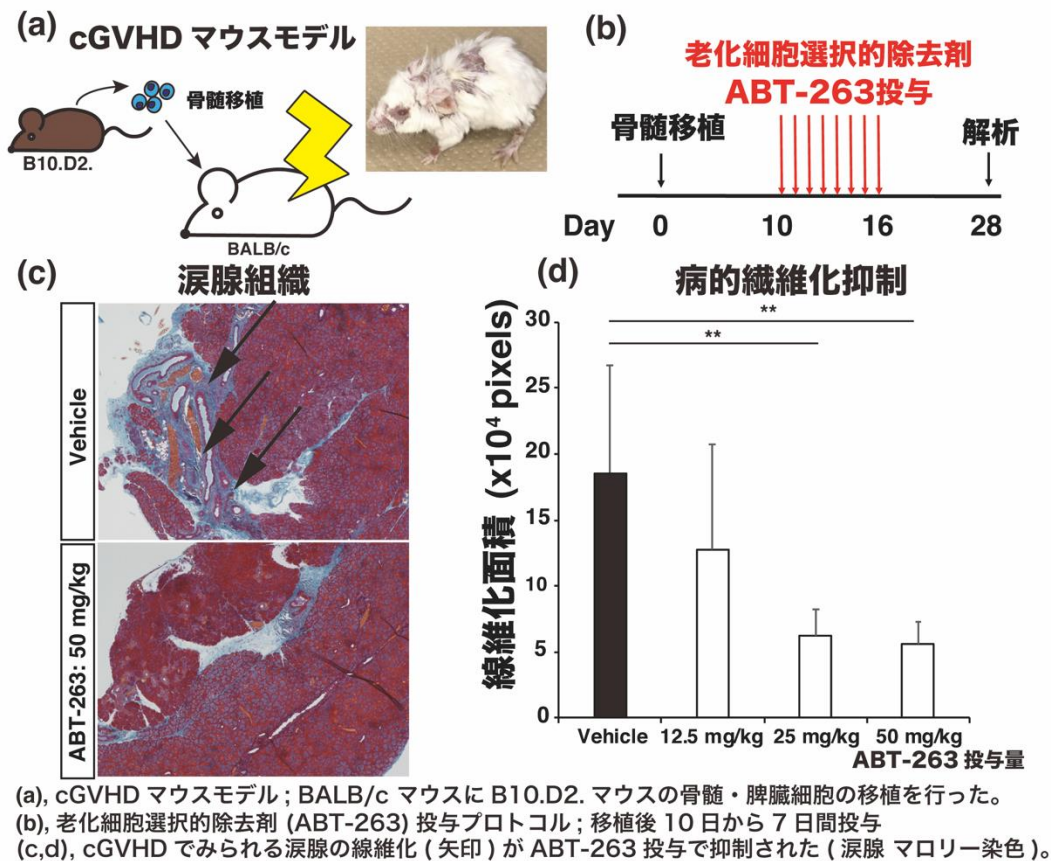 (a) cGVHD マウスモデル
骨髄移植
B10.D2.
BALB/c
(b)
老化細胞選択的除去剤
ABT-263投与
骨髄移植
解析
Day 0 10 16 28
(c) 涙腺組織
Vehicle
ABT-263: 50 mg/kg
(d) 病的繊維化抑制
線維化面積 (x10⁴ pixels)
30
25
20
15
10
5
0
**
**
Vehicle 12.5 mg/kg 25 mg/kg 50 mg/kg
ABT-263 投与量
(a), cGVHD マウスモデル ; BALB/c マウスに B10.D2. マウスの骨髄・脾臓細胞の移植を行った。
(b), 老化細胞選択的除去剤 (ABT-263) 投与プロトコル ; 移植後 10 日から 7 日間投与
(c,d), cGVHD でみられる涙腺の線維化 ( 矢印 ) が ABT-263 投与で抑制された ( 涙腺 マロリー染色 )。